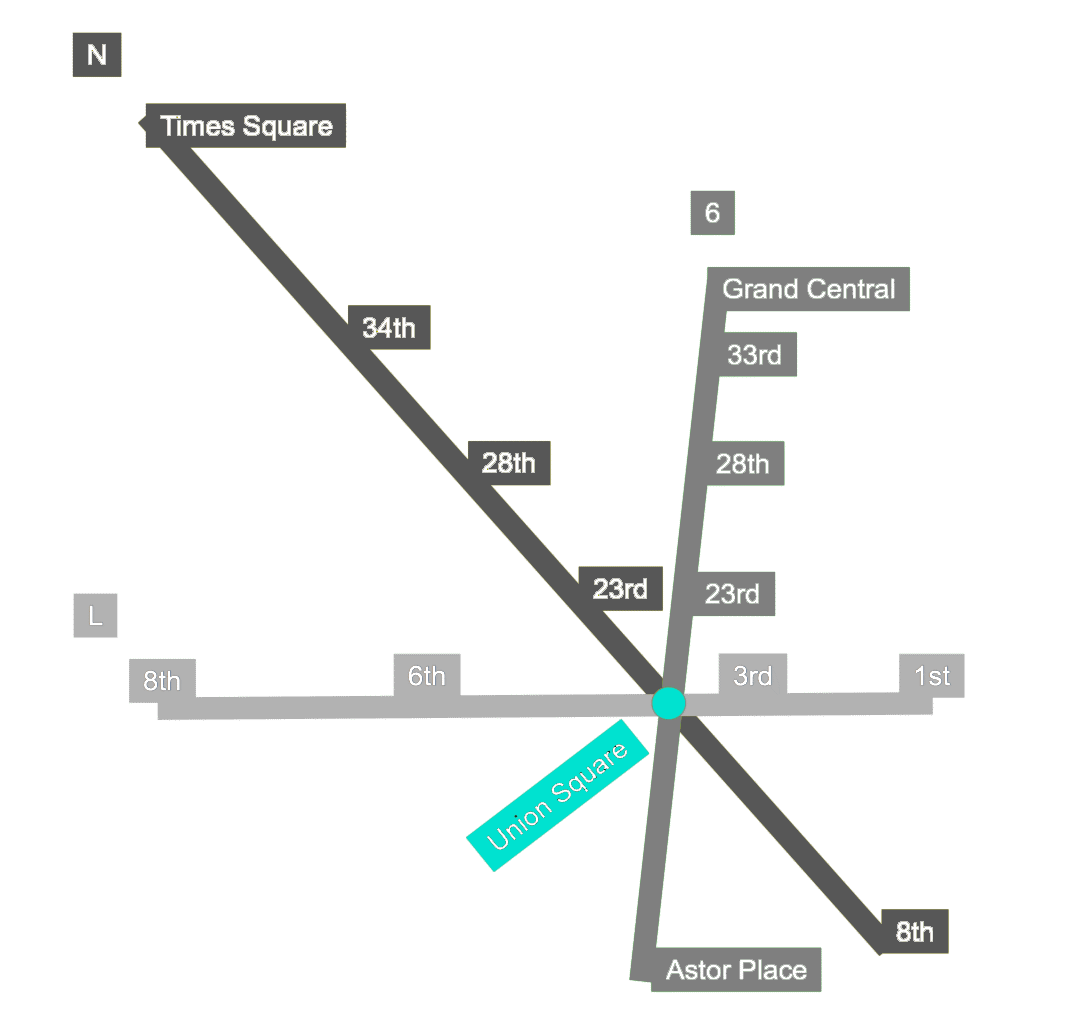 N
Times Square
6
Grand Central
34th
33rd
28th
28th
23rd
23rd
L
8th
6th
3rd
1st
Union Square
8th
Astor Place